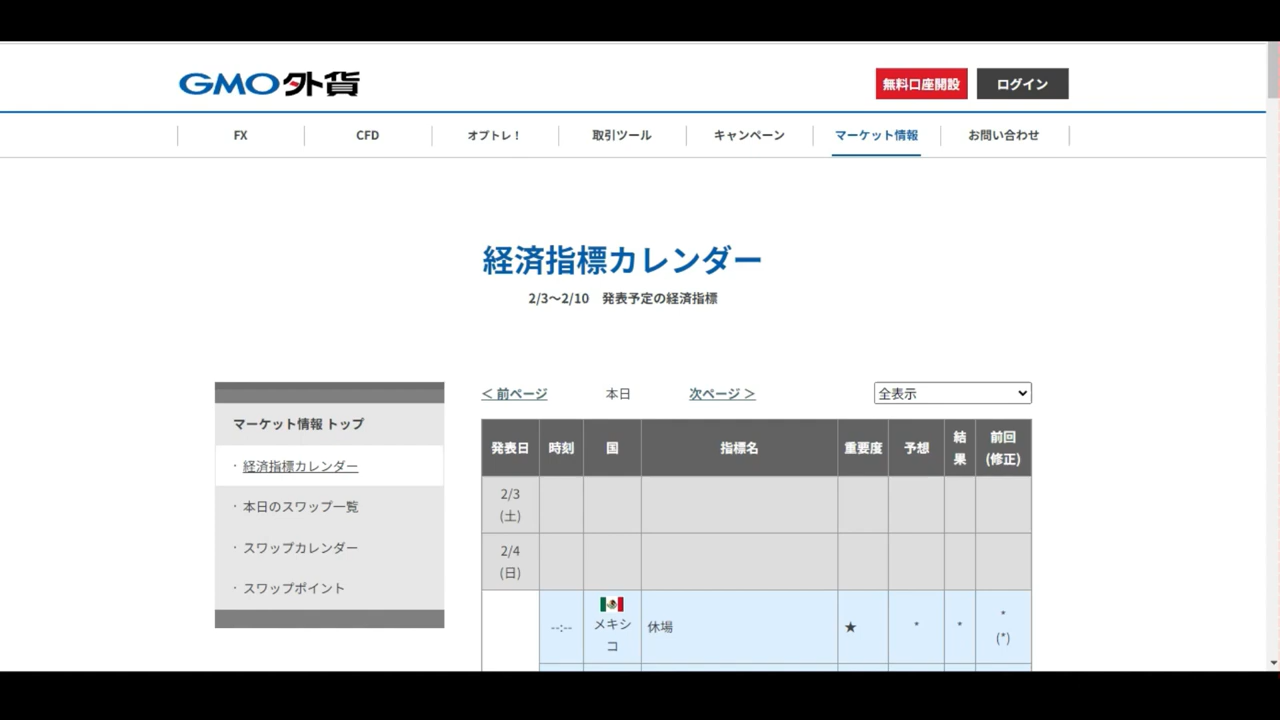 GMO外貨
無料口座開設
ログイン
FX
CFD
オプトレ！
取引ツール
キャンペーン
マーケット情報
お問い合わせ
経済指標カレンダー
2/3〜2/10　発表予定の経済指標
マーケット情報 トップ
· 経済指標カレンダー
· 本日のスワップ一覧
· スワップカレンダー
· スワップポイント
＜ 前ページ
本日
次ページ ＞
全表示
発表日
時刻
国
指標名
重要度
予想
結
果
前回
(修正)
2/3
(土)
2/4
(日)
--:--
メキシ
コ
休場
★
*
*
*
(*)